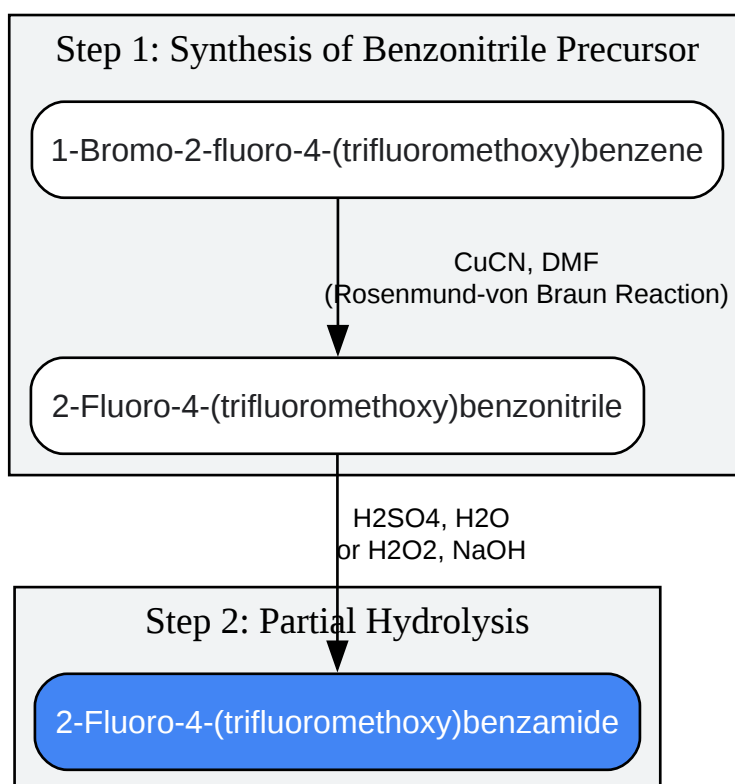 Step 1: Synthesis of Benzonitrile Precursor
1-Bromo-2-fluoro-4-(trifluoromethoxy)benzene
CuCN, DMF
(Rosenmund-von Braun Reaction)
2-Fluoro-4-(trifluoromethoxy)benzonitrile
H2SO4, H2O
or H2O2, NaOH
Step 2: Partial Hydrolysis
2-Fluoro-4-(trifluoromethoxy)benzamide